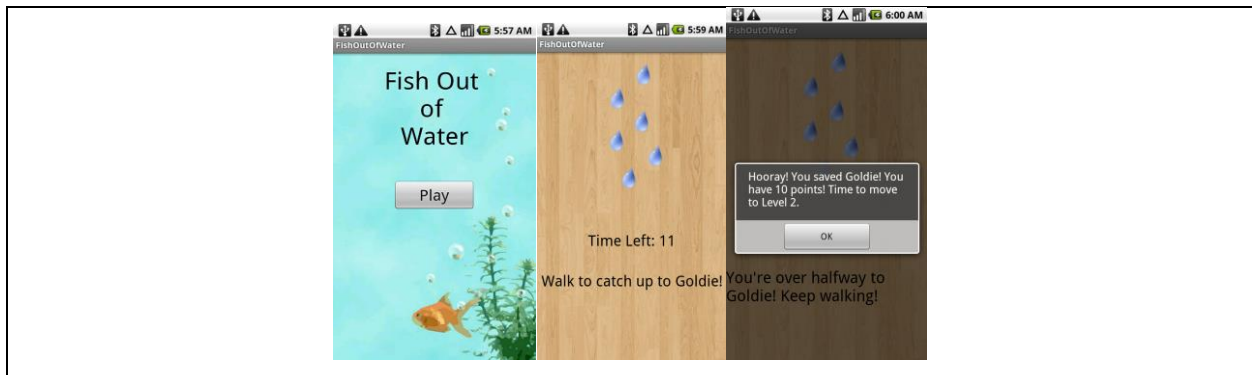 5:57 AM
FishOutOfWater
Fish Out
of
Water
Play
5:59 AM
FishOutOfWater
Time Left: 11
Walk to catch up to Goldie!
6:00 AM
FishOutOfWater
Hooray! You saved Goldie! You
have 10 points! Time to move
to Level 2.
OK
You're over halfway to
Goldie! Keep walking!